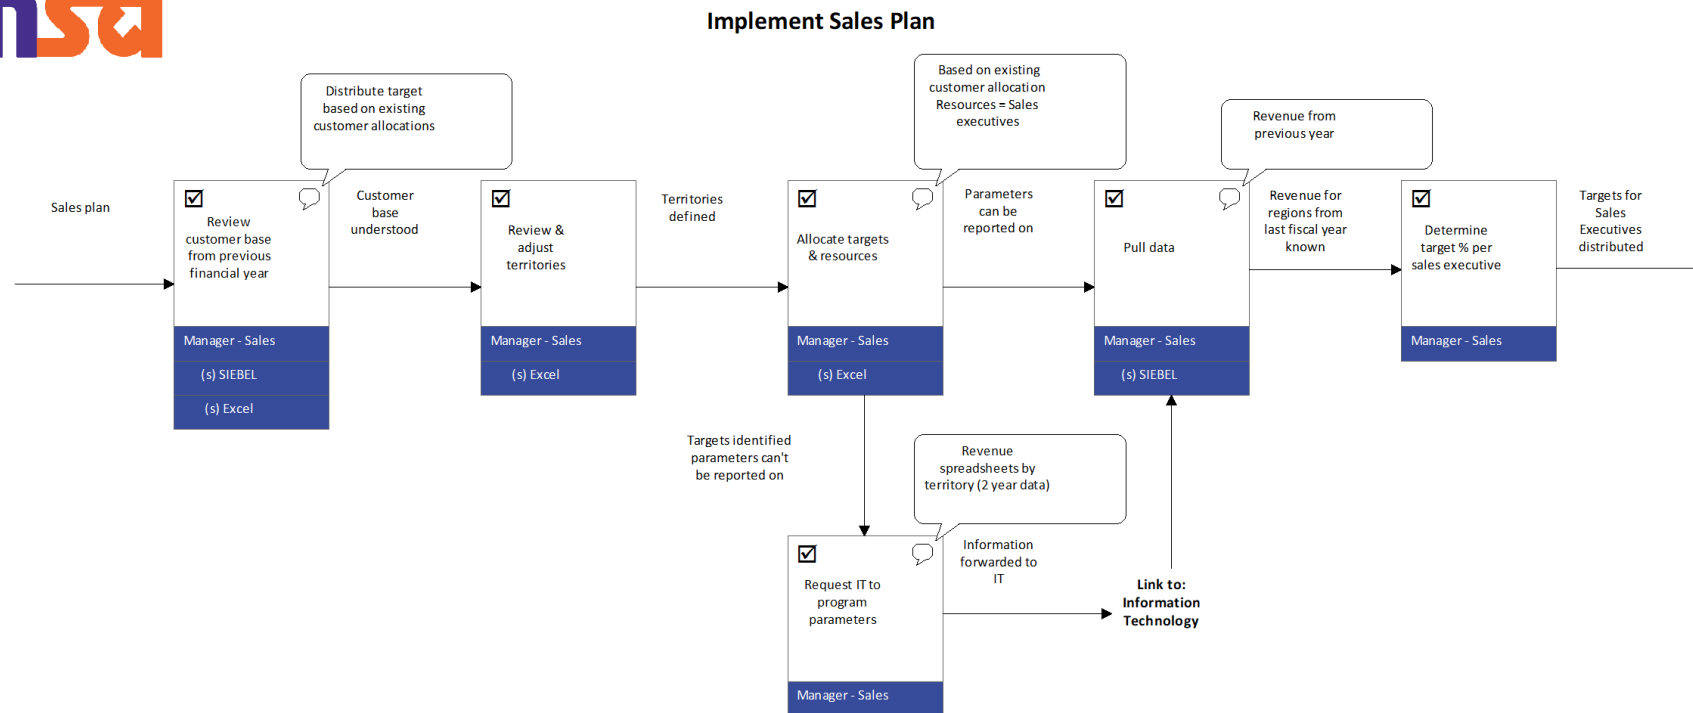 nsa
Implement Sales Plan
Distribute target
based on existing
customer allocations
Based on existing
customer allocation
Resources = Sales
executives
Revenue from
previous year
Sales plan
Review
customer base
from previous
financial year
Manager - Sales
(s) SIEBEL
(s) Excel
Customer
base
understood
Review &
adjust
territories
Manager - Sales
(s) Excel
Territories
defined
Allocate targets
& resources
Manager - Sales
(s) Excel
Parameters
can be
reported on
Pull data
Manager - Sales
(s) SIEBEL
Revenue for
regions from
last fiscal year
known
Determine
target % per
sales executive
Manager - Sales
Targets for
Sales
Executives
distributed
Targets identified
parameters can't
be reported on
Revenue
spreadsheets by
territory (2 year data)
Request IT to
program
parameters
Manager - Sales
Information
forwarded to
IT
Link to:
Information
Technology